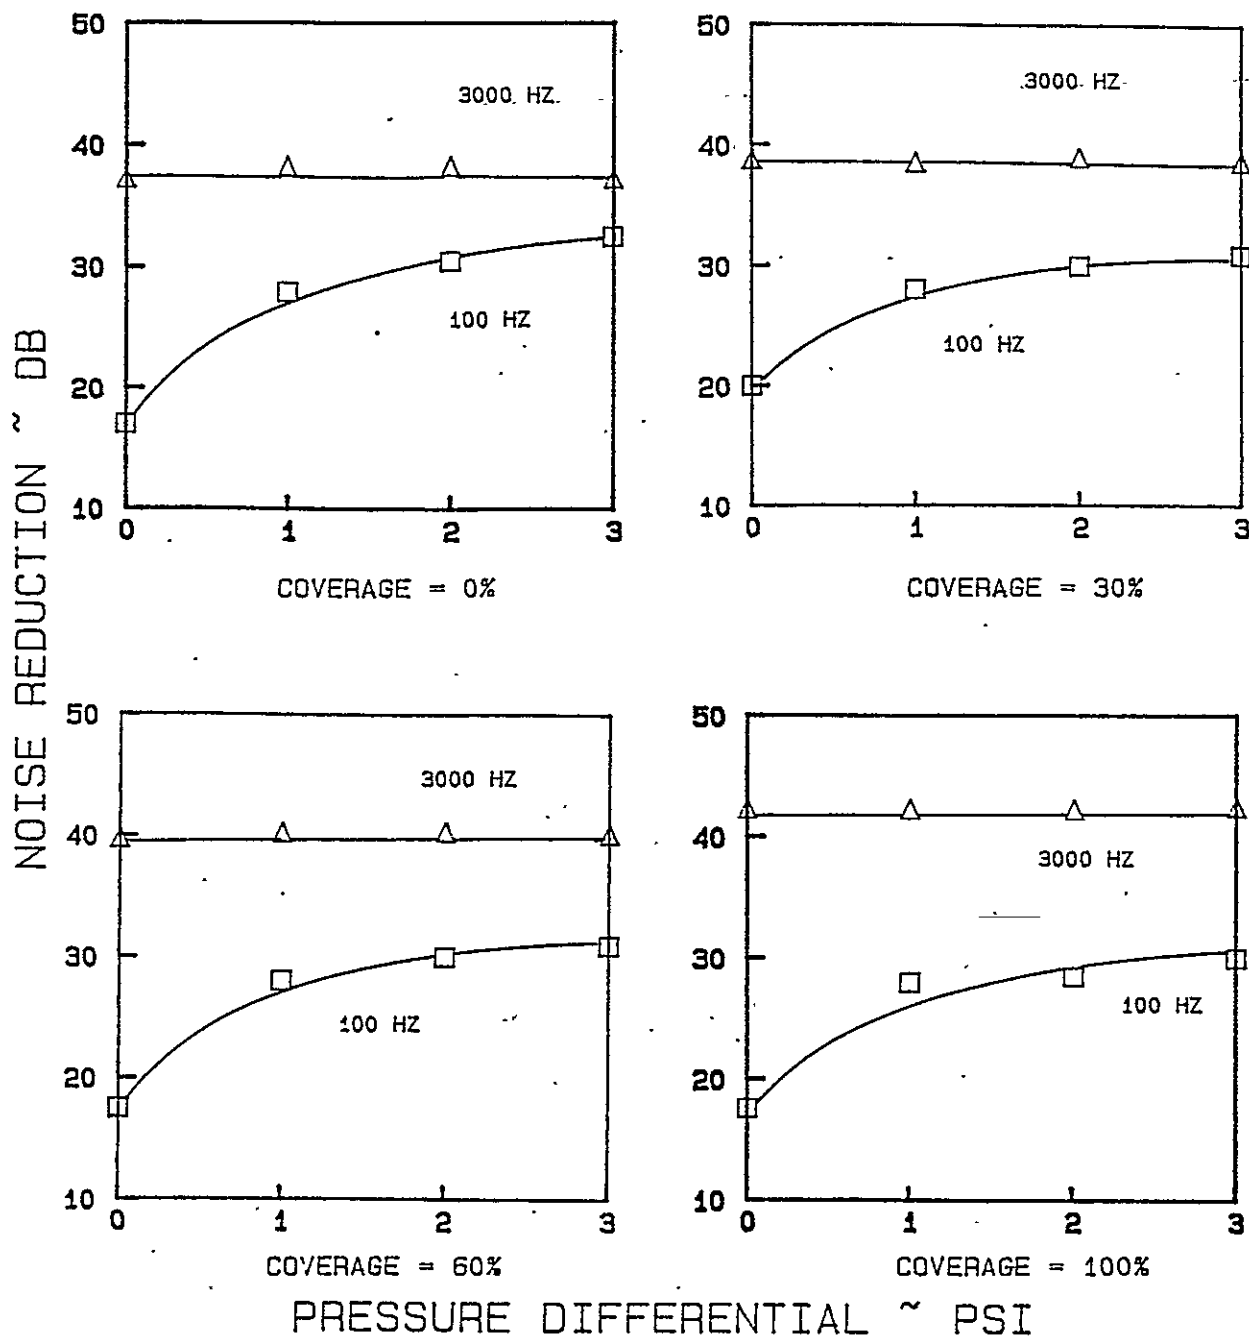 NOISE REDUCTION ~ DB
50
40
30
20
10
3000 HZ
100 HZ
0 1 2 3
COVERAGE = 0%
50
40
30
20
10
3000 HZ
100 HZ
0 1 2 3
COVERAGE = 30%
50
40
30
20
10
3000 HZ
100 HZ
0 1 2 3
COVERAGE = 60%
50
40
30
20
10
3000 HZ
100 HZ
0 1 2 3
COVERAGE = 100%
PRESSURE DIFFERENTIAL ~ PSI